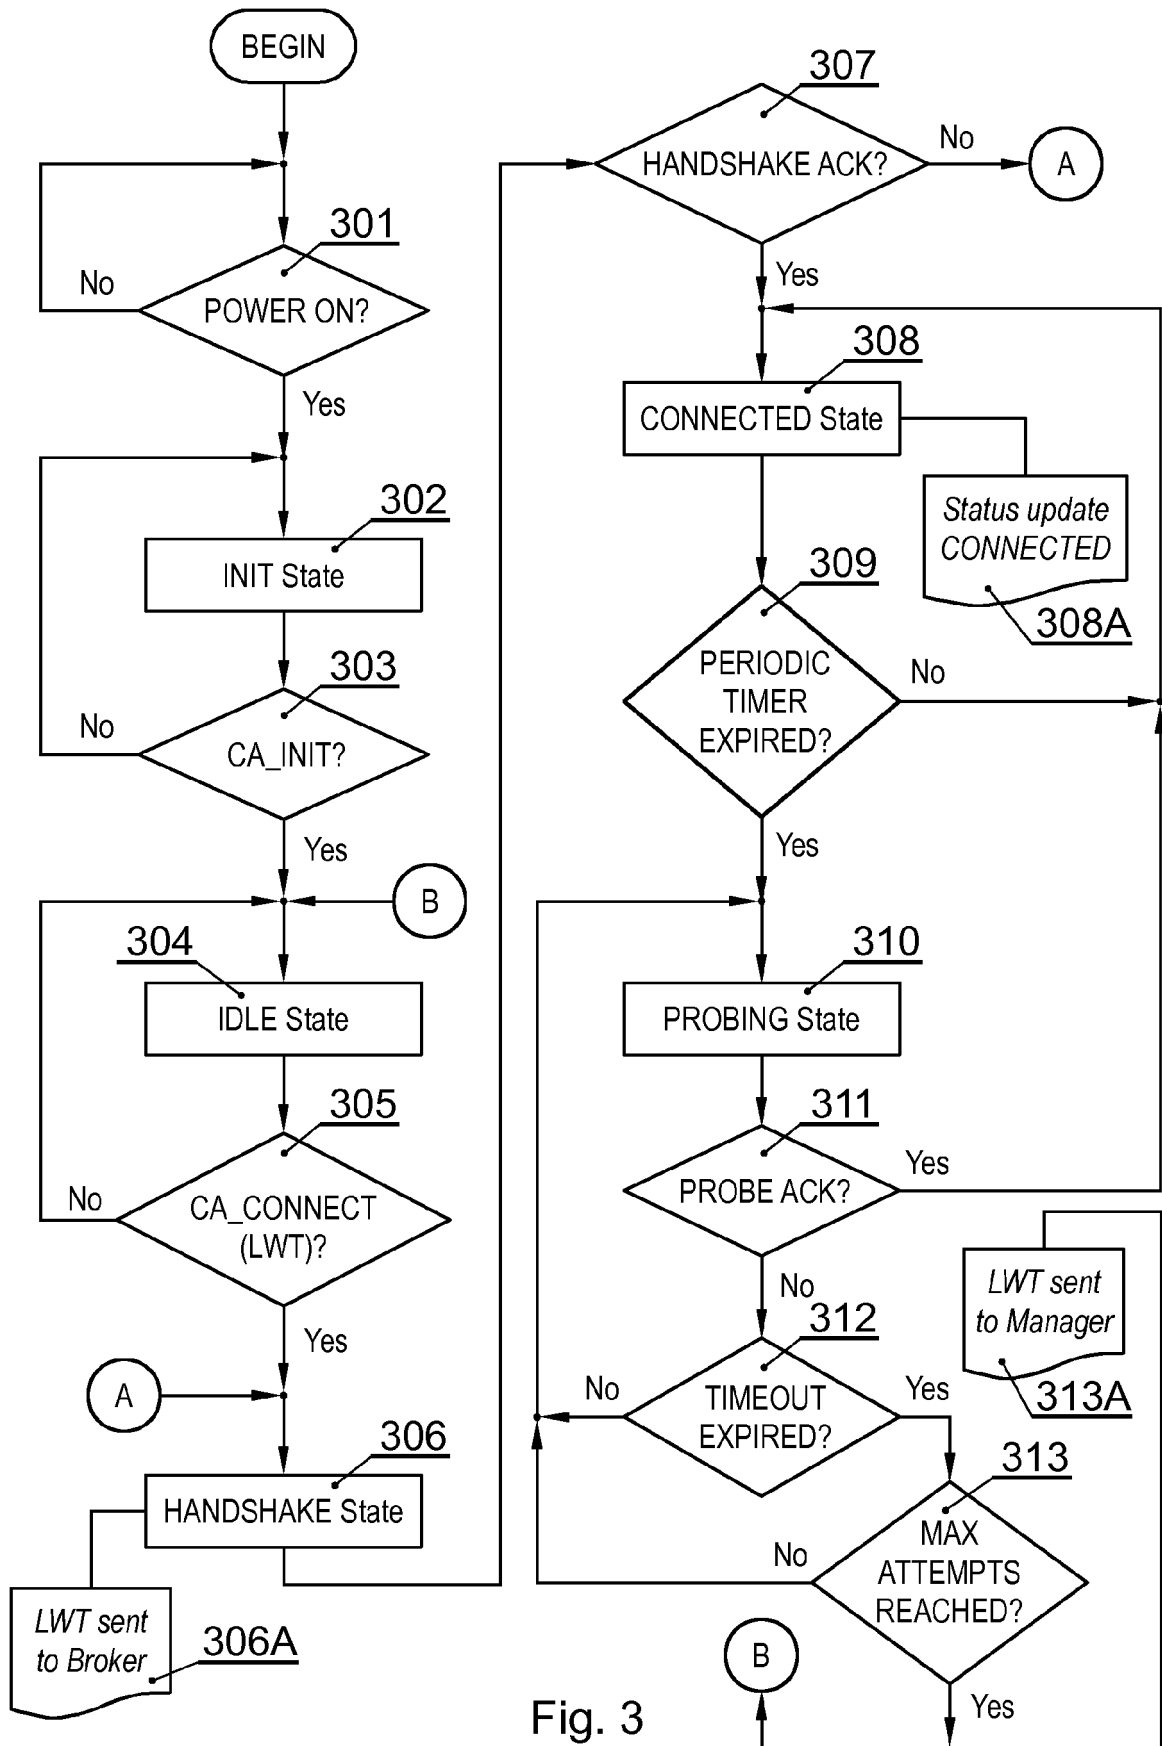 BEGIN
301
No
POWER ON?
Yes
302
INIT State
303
No
CA_INIT?
Yes
B
304
IDLE State
305
No
CA_CONNECT
(LWT)?
Yes
A
306
HANDSHAKE State
LWT sent
to Broker
306A
307
HANDSHAKE ACK?
No
A
Yes
308
CONNECTED State
Status update
CONNECTED
308A
309
PERIODIC
TIMER
EXPIRED?
No
Yes
310
PROBING State
311
PROBE ACK?
Yes
No
LWT sent
to Manager
313A
312
No
TIMEOUT
EXPIRED?
Yes
313
No
MAX
ATTEMPTS
REACHED?
B
Yes
Fig. 3